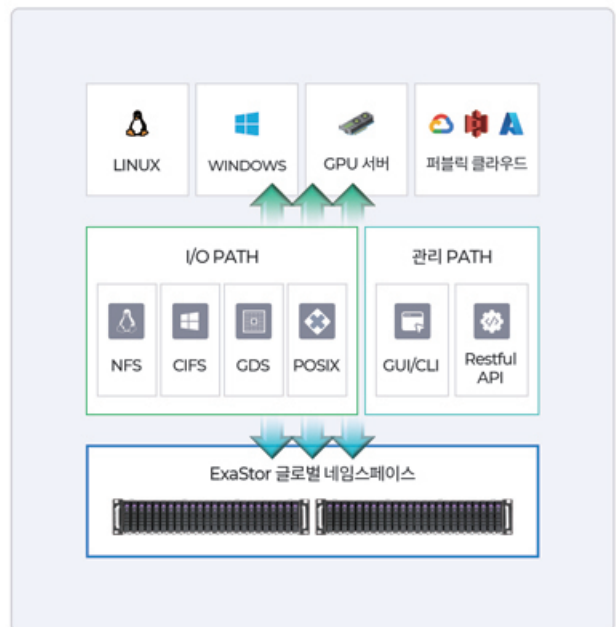 LINUX
WINDOWS
GPU 서버
퍼블릭 클라우드
I/O PATH
NFS
CIFS
GDS
POSIX
관리 PATH
GUI/CLI
Restful
API
ExaStor 글로벌 네임스페이스